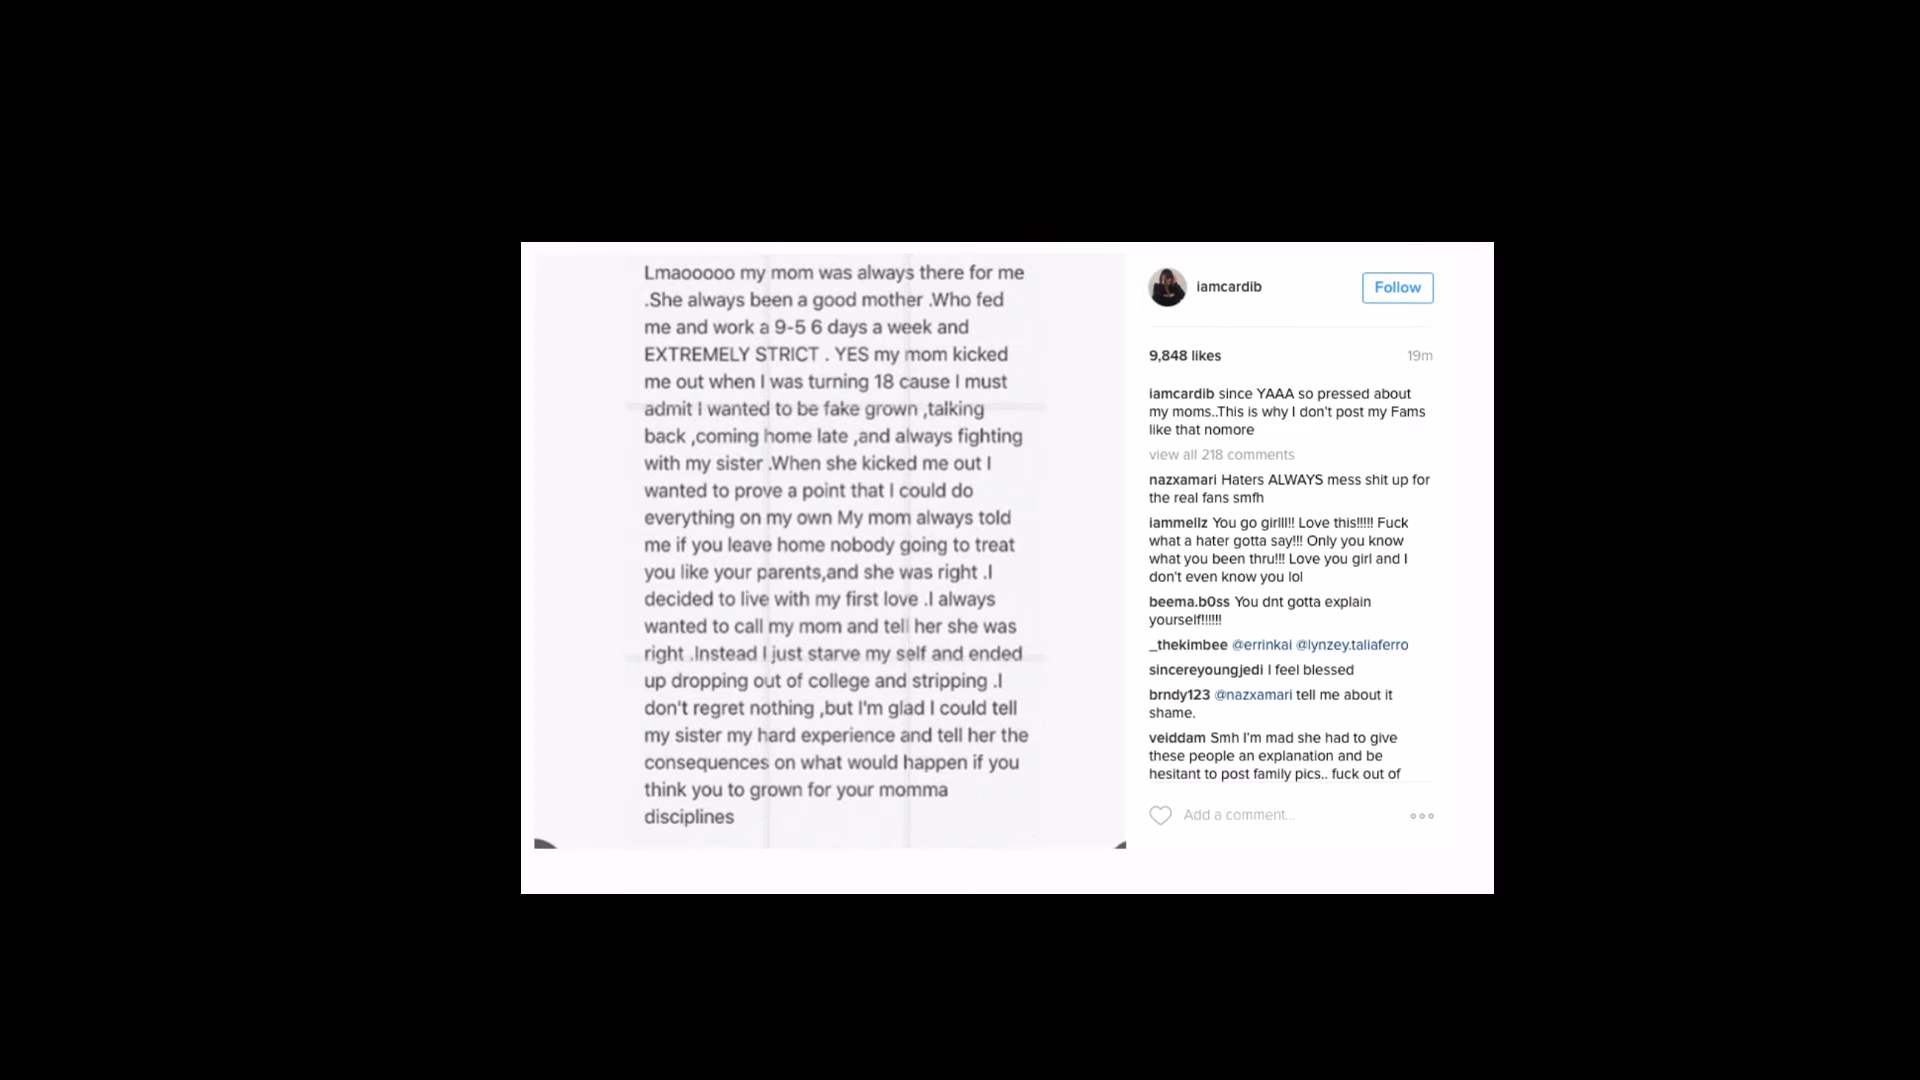 Lmaooooo my mom was always there for me
.She always been a good mother .Who fed
me and work a 9-5 6 days a week and
EXTREMELY STRICT . YES my mom kicked
me out when I was turning 18 cause I must
admit I wanted to be fake grown ,talking
back ,coming home late ,and always fighting
with my sister .When she kicked me out I
wanted to prove a point that I could do
everything on my own My mom always told
me if you leave home nobody going to treat
you like your parents,and she was right .I
decided to live with my first love .I always
wanted to call my mom and tell her she was
right .Instead I just starve my self and ended
up dropping out of college and stripping .I
don't regret nothing ,but I'm glad I could tell
my sister my hard experience and tell her the
consequences on what would happen if you
think you to grown for your momma
disciplines
iamcardib
Follow
9,848 likes 19m
iamcardib since YAAA so pressed about
my moms..This is why I don't post my Fams
like that nomore
view all 218 comments
nazxamari Haters ALWAYS mess shit up for
the real fans smfh
iammellz You go girlll!! Love this!!!!! Fuck
what a hater gotta say!!! Only you know
what you been thru!!! Love you girl and I
don't even know you lol
beema.b0ss You dnt gotta explain
yourself!!!!!!
_thekimbee @errinkai @lynzey.taliaferro
sincereyoungjedi I feel blessed
brndy123 @nazxamari tell me about it
shame.
veiddam Smh I'm mad she had to give
these people an explanation and be
hesitant to post family pics.. fuck out of
Add a comment...